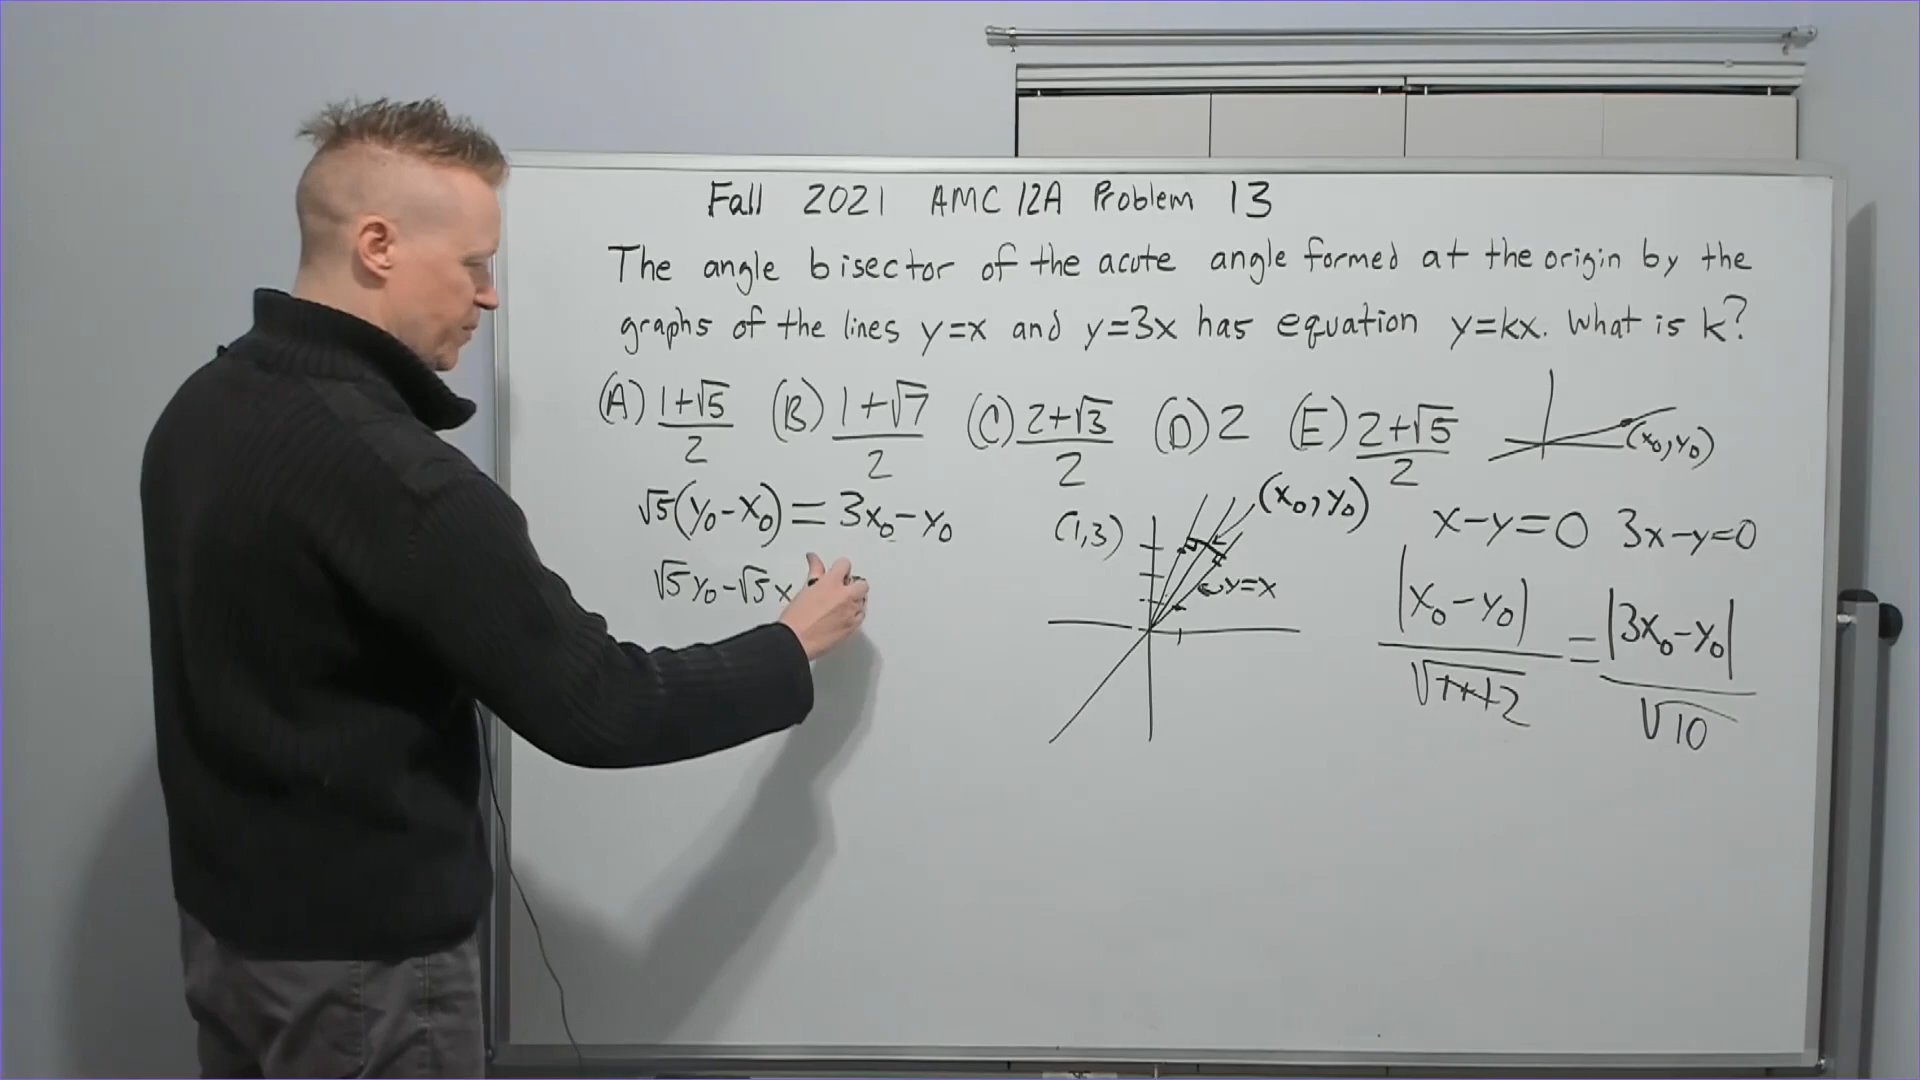 Fall 2021 AMC 12A Problem 13
The angle bisector of the acute angle formed at the origin by the
graphs of the lines y=x and y=3x has equation y=kx. What is k?
(A) (1+√5)/2 (B) (1+√7)/2 (C) (2+√3)/2 (D) 2 (E) (2+√5)/2
(x₀,y₀)
√5(y₀-x₀)=3x₀-y₀
√5y₀-√5x
(1,3)
(x₀,y₀)
y=x
x-y=0 3x-y=0
|x₀-y₀|/√2 = |3x₀-y₀|/√10